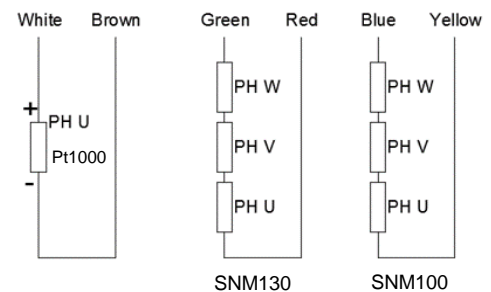 White Brown Green Red Blue Yellow
PH W PH W
+
PH U
Pt1000 PH V PH V
-
PH U PH U
SNM130 SNM100